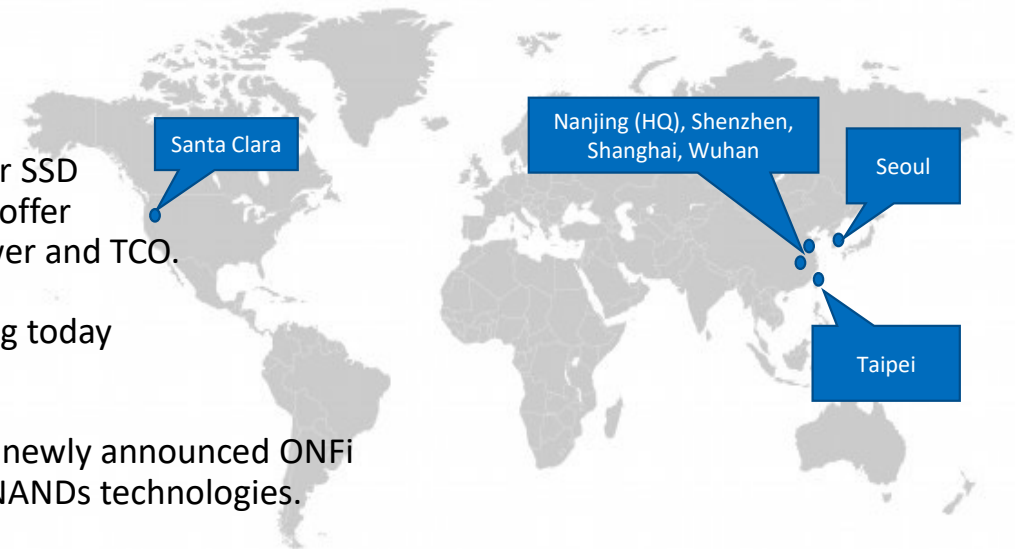 Santa Clara
Nanjing (HQ), Shenzhen,
Shanghai, Wuhan
Seoul
Taipei
r SSD
offer
ver and TCO.
g today
newly announced ONFi
NANDs technologies.